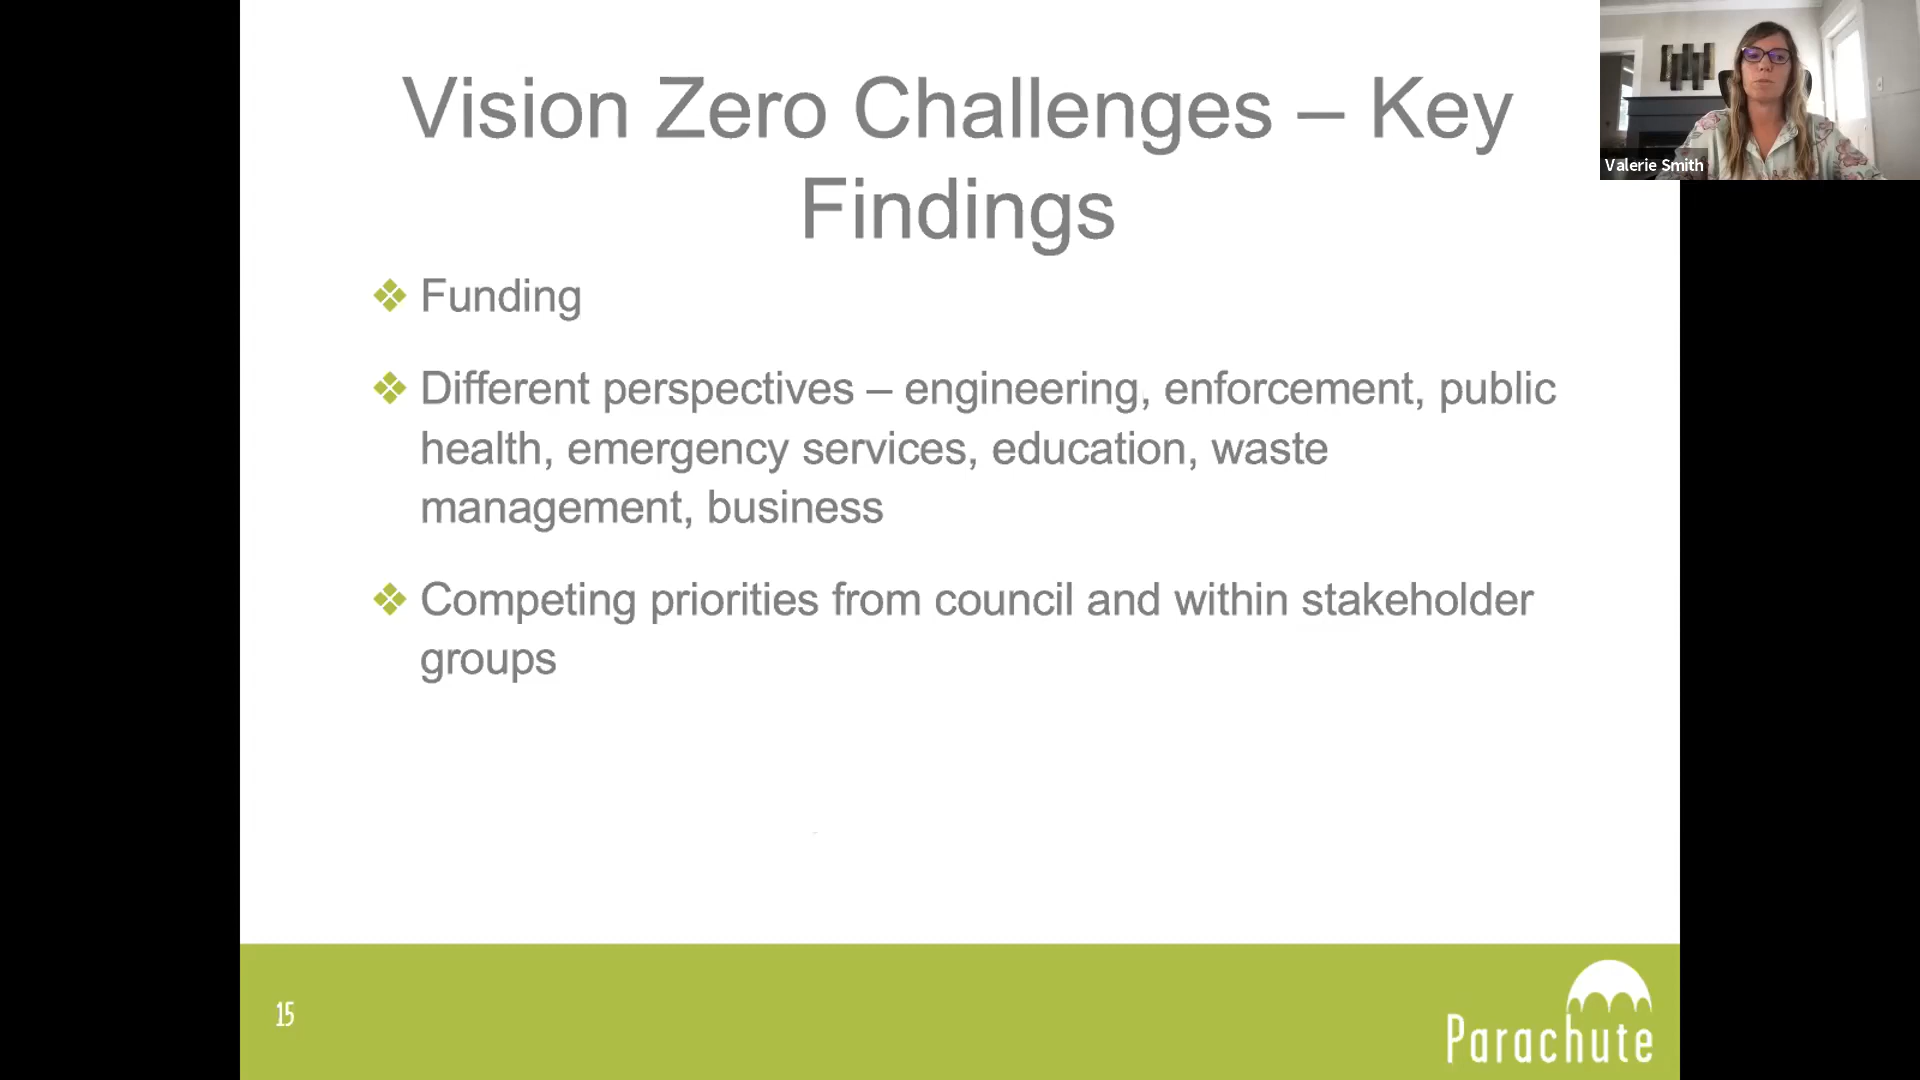 Vision Zero Challenges – Key
Findings
Valerie Smith
❖ Funding
❖ Different perspectives – engineering, enforcement, public
health, emergency services, education, waste
management, business
❖ Competing priorities from council and within stakeholder
groups
15
Parachute